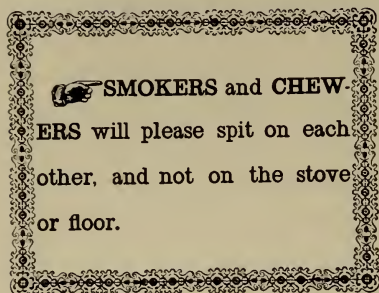 SMOKERS and CHEW-
ERS will please spit on each
other, and not on the stove
or floor.